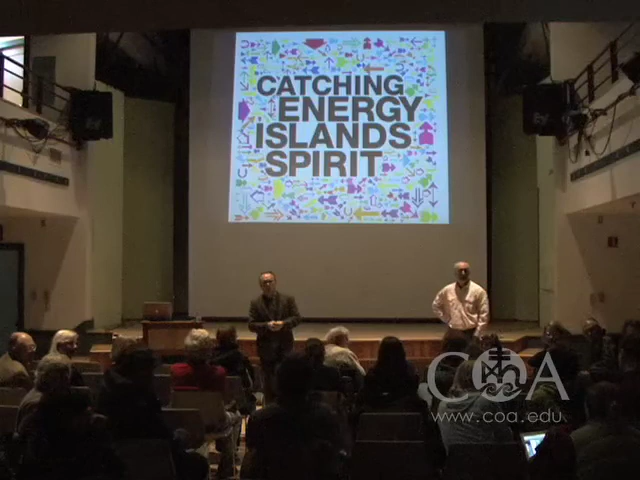 CATCHING
ENERGY
ISLANDS
SPIRIT
COA
www.coa.edu